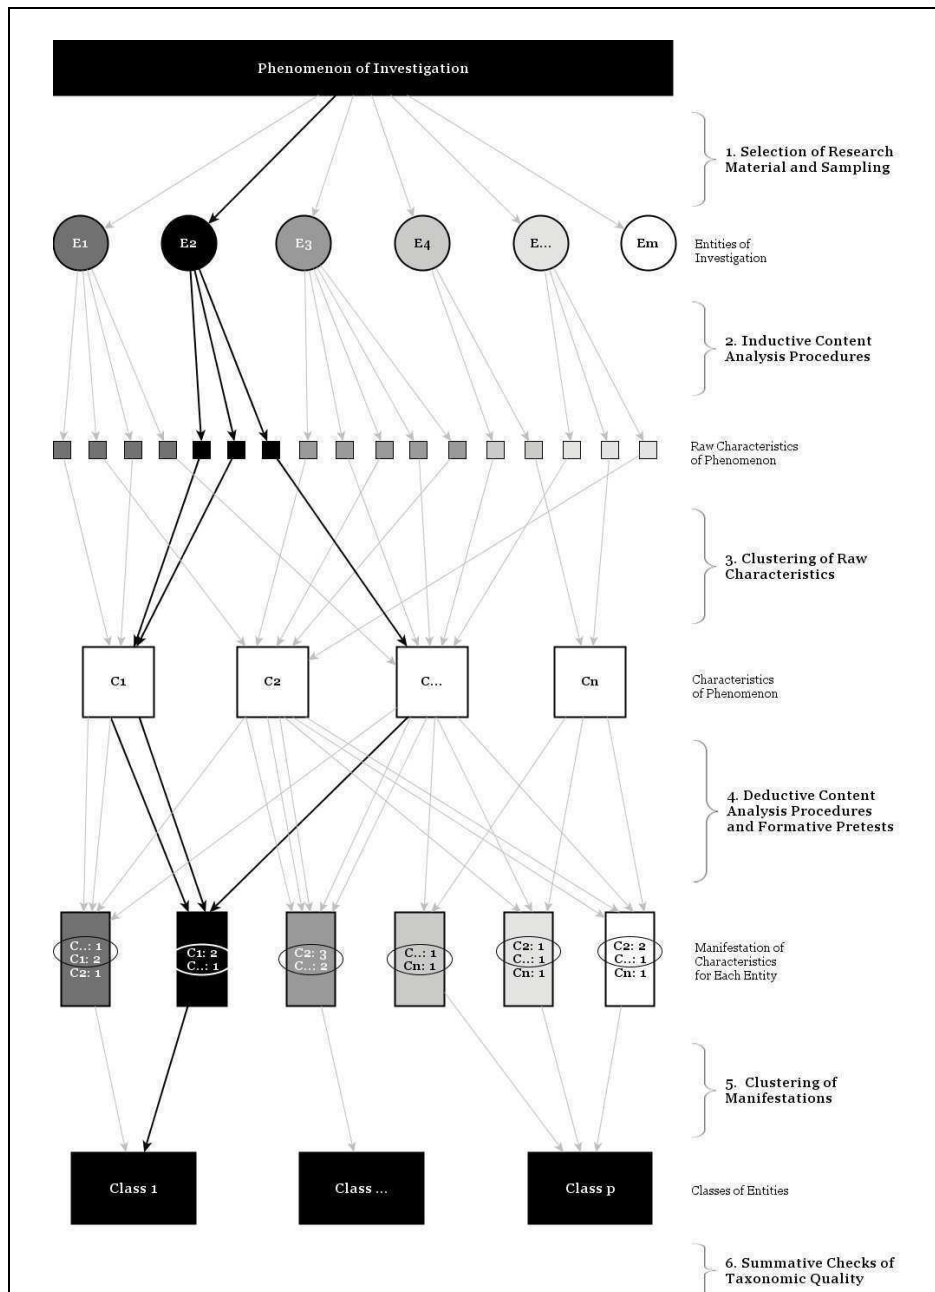 Phenomenon of Investigation
1. Selection of Research
Material and Sampling
E1
E2
E3
E4
E...
Em
Entities of
Investigation
2. Inductive Content
Analysis Procedures
Raw Characteristics
of Phenomenon
3. Clustering of Raw
Characteristics
C1
C2
C...
Cn
Characteristics
of Phenomenon
4. Deductive Content
Analysis Procedures
and Formative Pretests
C..: 1
C1: 2
C2: 1
C1: 2
C..: 1
C2: 3
C..: 2
C..: 1
Cn: 1
C2: 1
C..: 1
Cn: 1
C2: 2
C..: 1
Cn: 1
Manifestation of
Characteristics
for Each Entity
5. Clustering of
Manifestations
Class 1
Class ...
Class p
Classes of Entities
6. Summative Checks of
Taxonomic Quality